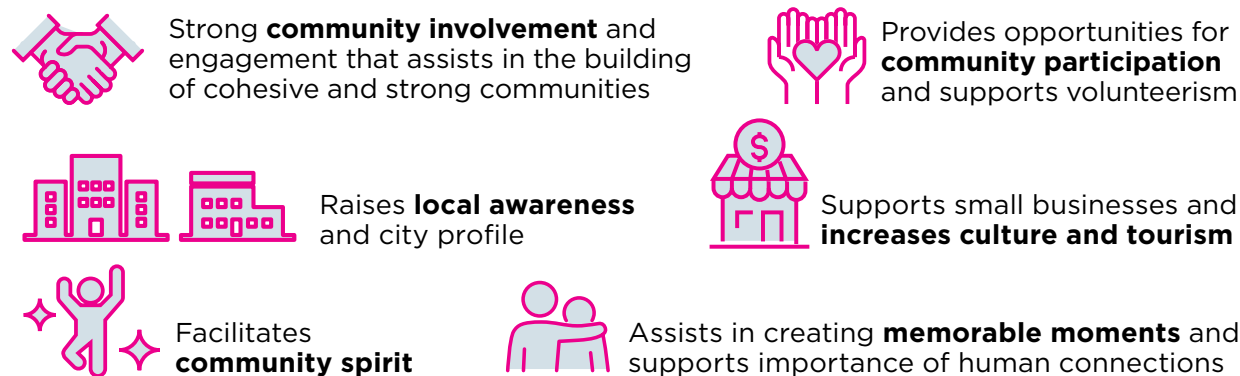 Strong community involvement and
engagement that assists in the building
of cohesive and strong communities
Provides opportunities for
community participation
and supports volunteerism
Raises local awareness
and city profile
$
Supports small businesses and
increases culture and tourism
Facilitates
community spirit
Assists in creating memorable moments and
supports importance of human connections